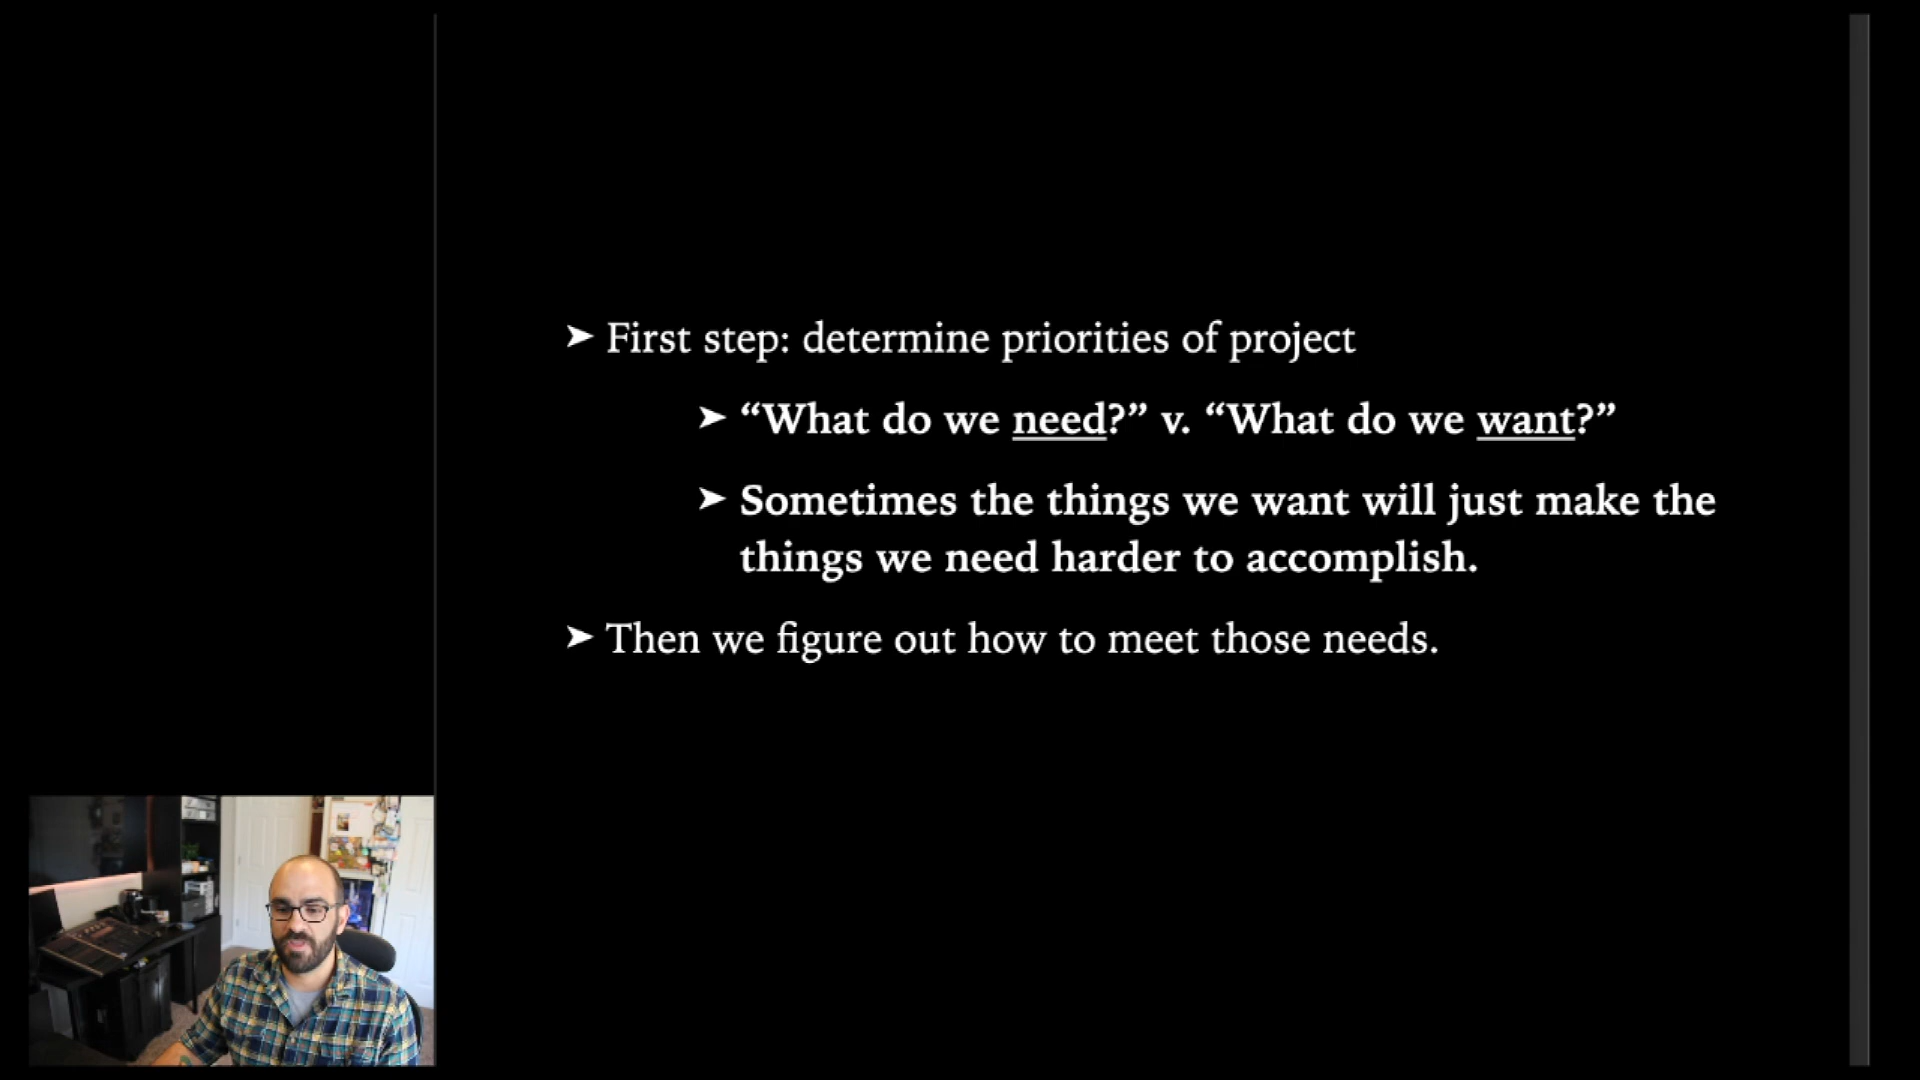 ➤ First step: determine priorities of project
➤ “What do we need?” v. “What do we want?”
➤ Sometimes the things we want will just make the
things we need harder to accomplish.
➤ Then we figure out how to meet those needs.